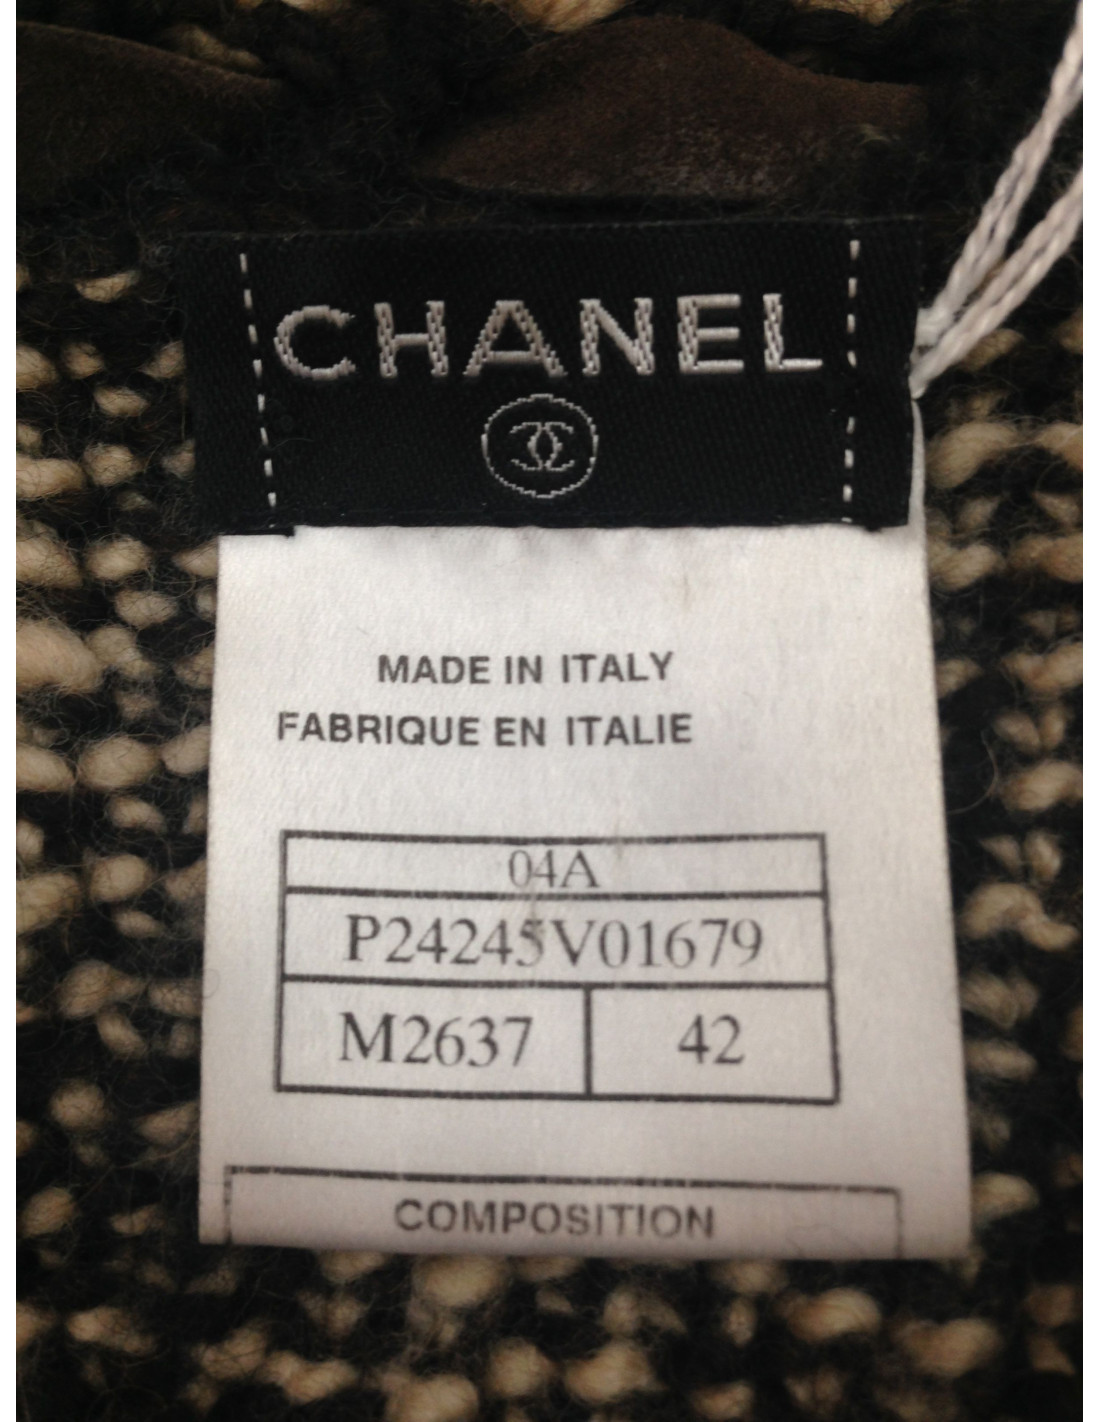 CHANEL
MADE IN ITALY
FABRIQUE EN ITALIE
04A
P24245V01679
M2637 42
COMPOSITION